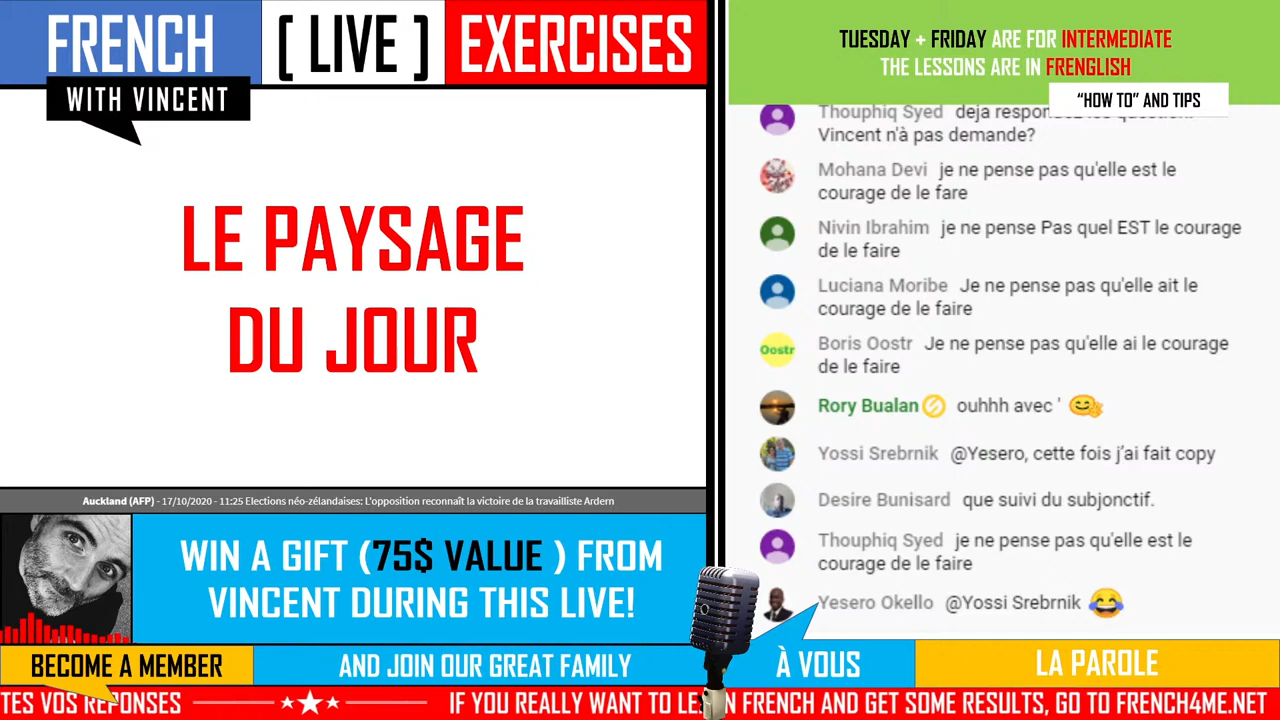 FRENCH
[ LIVE ]
EXERCISES
WITH VINCENT
LE PAYSAGE
DU JOUR
Auckland (AFP) - 17/10/2020 - 11:25 Elections néo-zélandaises: L'opposition reconnaît la victoire de la travailliste Ardern
WIN A GIFT (75$ VALUE ) FROM
VINCENT DURING THIS LIVE!
BECOME A MEMBER
AND JOIN OUR GREAT FAMILY
TUESDAY + FRIDAY ARE FOR INTERMEDIATE
THE LESSONS ARE IN FRENGLISH
“HOW TO” AND TIPS
Thouphiq Syed deja
Vincent n'à pas demande?
Mohana Devi je ne pense pas qu'elle est le
courage de le fare
Nivin Ibrahim je ne pense Pas quel EST le courage
de le faire
Luciana Moribe Je ne pense pas qu'elle ait le
courage de le faire
Oostr
Boris Oostr Je ne pense pas qu'elle ai le courage
de le faire
Rory Bualan ouhhh avec '
Yossi Srebrnik @Yesero, cette fois j’ai fait copy
Desire Bunisard que suivi du subjonctif.
Thouphiq Syed je ne pense pas qu'elle est le
courage de le faire
Yesero Okello @Yossi Srebrnik
À VOUS
LA PAROLE
TES VOS RÉPONSES
IF YOU REALLY WANT TO FRENCH AND GET SOME RESULTS, GO TO FRENCH4ME.NET